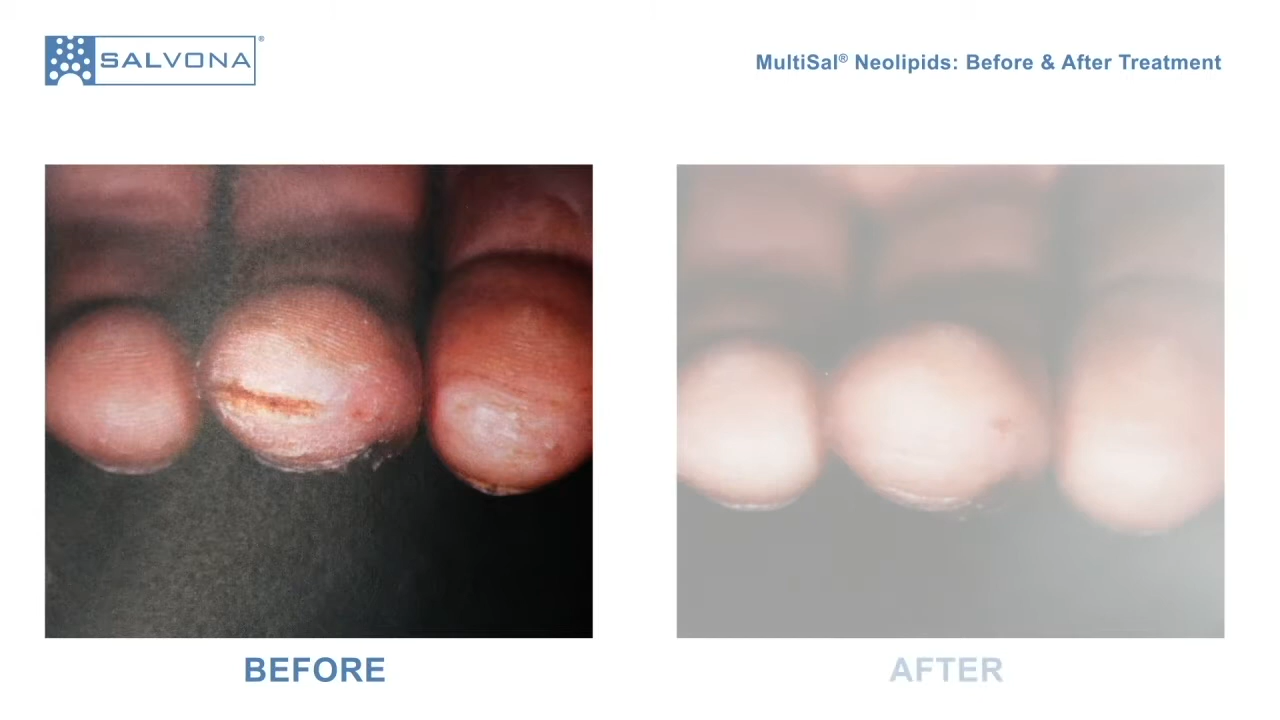 SALVONA®
MultiSal® Neolipids: Before & After Treatment
BEFORE
AFTER